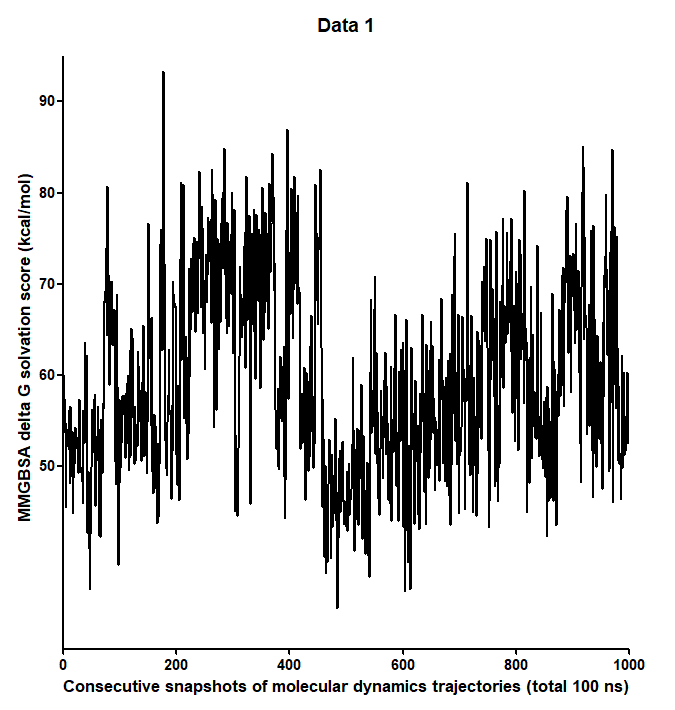 Data 1
MMGBSA delta G solvation score (kcal/mol)
90
80
70
60
50
0 200 400 600 800 1000
Consecutive snapshots of molecular dynamics trajectories (total 100 ns)